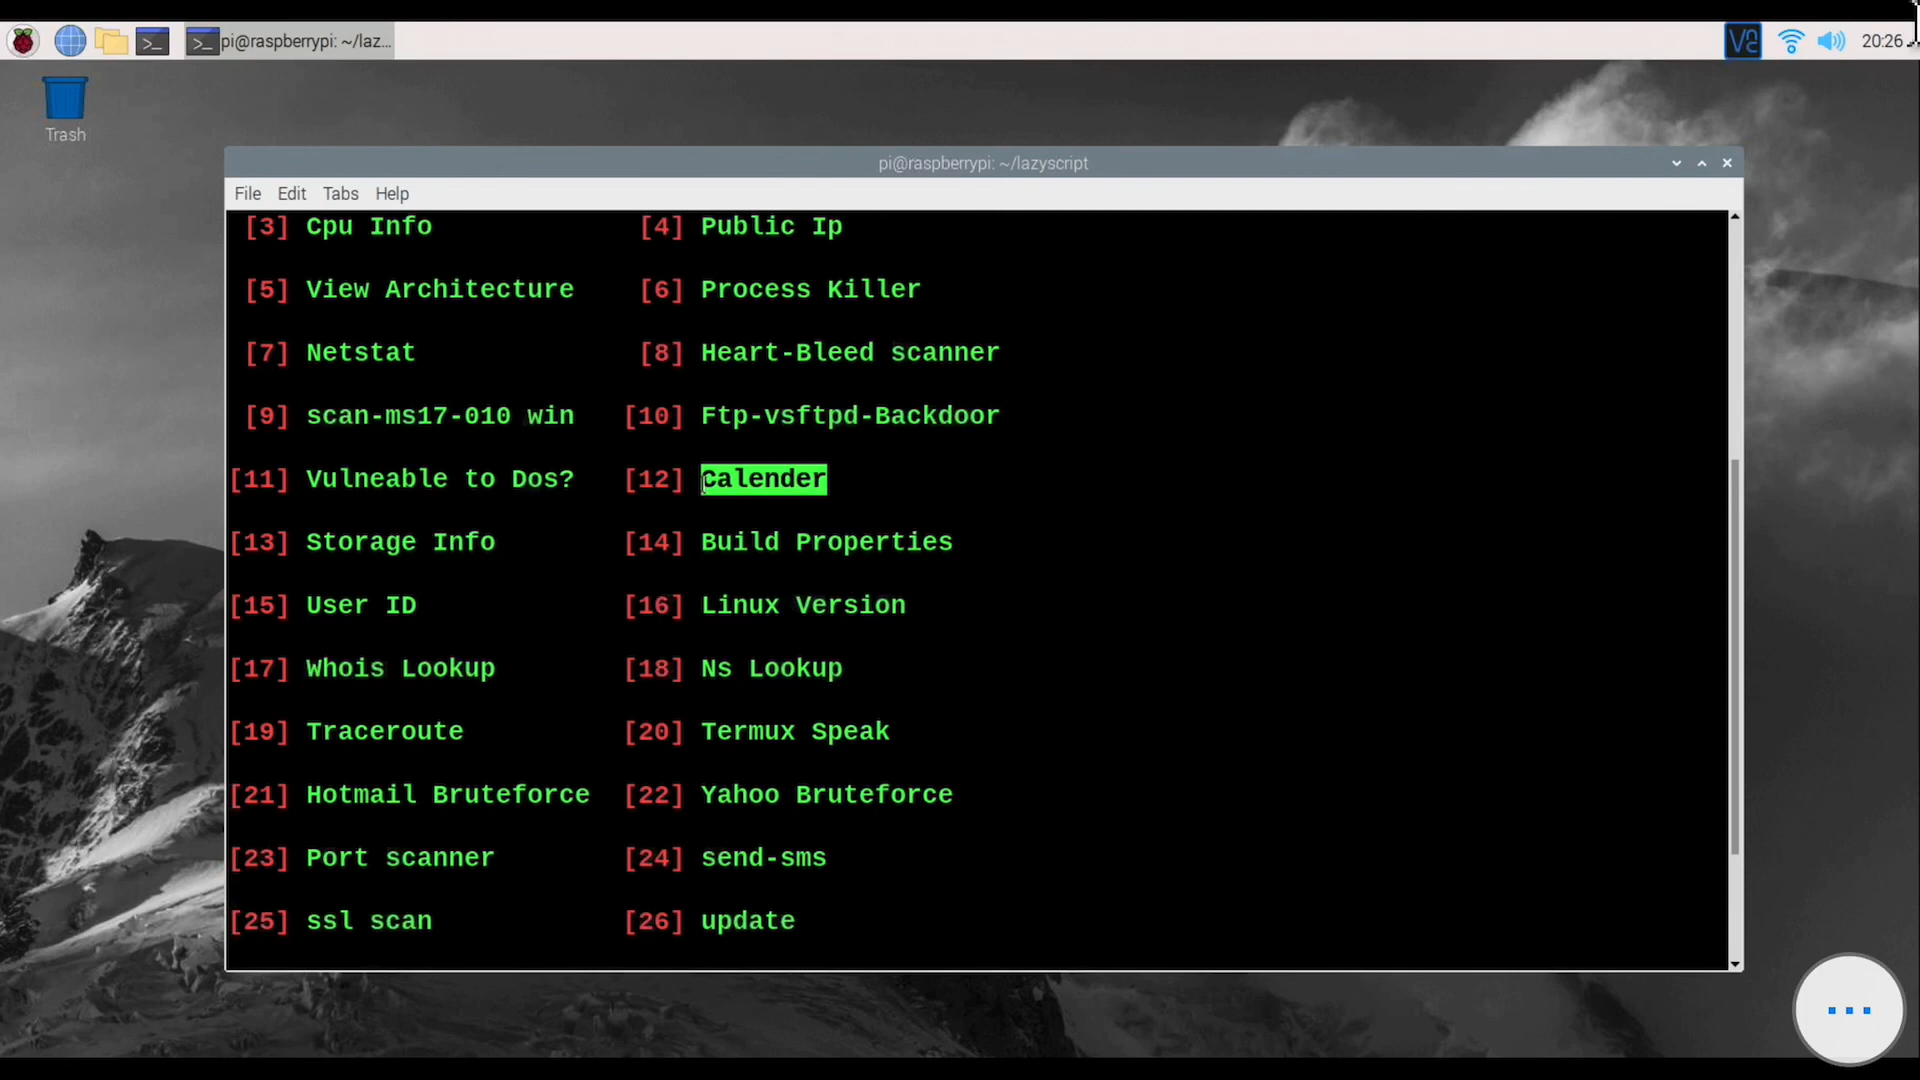 pi@raspberrypi: ~/laz...
20:26
Trash
pi@raspberrypi: ~/lazyscript
File Edit Tabs Help
[3] Cpu Info [4] Public Ip
[5] View Architecture [6] Process Killer
[7] Netstat [8] Heart-Bleed scanner
[9] scan-ms17-010 win [10] Ftp-vsftpd-Backdoor
[11] Vulneable to Dos? [12] Calender
[13] Storage Info [14] Build Properties
[15] User ID [16] Linux Version
[17] Whois Lookup [18] Ns Lookup
[19] Traceroute [20] Termux Speak
[21] Hotmail Bruteforce [22] Yahoo Bruteforce
[23] Port scanner [24] send-sms
[25] ssl scan [26] update